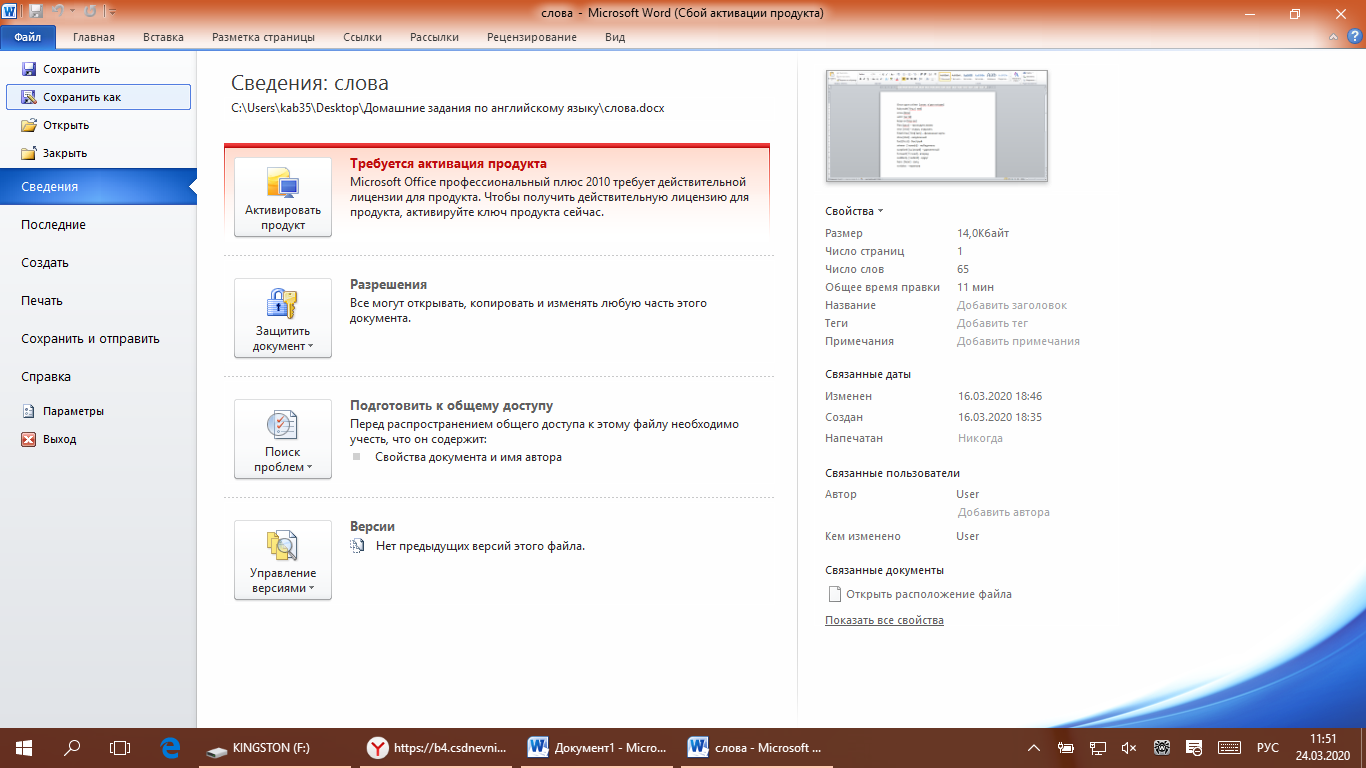 слова - Microsoft Word (Сбой активации продукта)
Файл Главная Вставка Разметка страницы Ссылки Рассылки Рецензирование Вид
Сохранить
Сохранить как
Открыть
Закрыть
Сведения
Последние
Создать
Печать
Сохранить и отправить
Справка
Параметры
Выход
Сведения: слова
C:\Users\kab35\Desktop\Домашние задания по английскому языку\слова.docx
Активировать
продукт
Требуется активация продукта
Microsoft Office профессиональный плюс 2010 требует действительной
лицензии для продукта. Чтобы получить действительную лицензию для
продукта, активируйте ключ продукта сейчас.
Защитить
документ
Разрешения
Все могут открывать, копировать и изменять любую часть этого
документа.
Поиск
проблем
Подготовить к общему доступу
Перед распространением общего доступа к этому файлу необходимо
учесть, что он содержит:
Свойства документа и имя автора
Управление
версиями
Версии
Нет предыдущих версий этого файла.
Свойства
Размер 14,0Кбайт
Число страниц 1
Число слов 65
Общее время правки 11 мин
Название Добавить заголовок
Теги Добавить тег
Примечания Добавить примечания
Связанные даты
Изменен 16.03.2020 18:46
Создан 16.03.2020 18:35
Напечатан Никогда
Связанные пользователи
Автор User
Добавить автора
Кем изменено User
Связанные документы
Открыть расположение файла
Показать все свойства
KINGSTON (F:) https://b4.csdnevni... Документ1 - Micro... слова - Microsoft ... РУС 11:51
24.03.2020